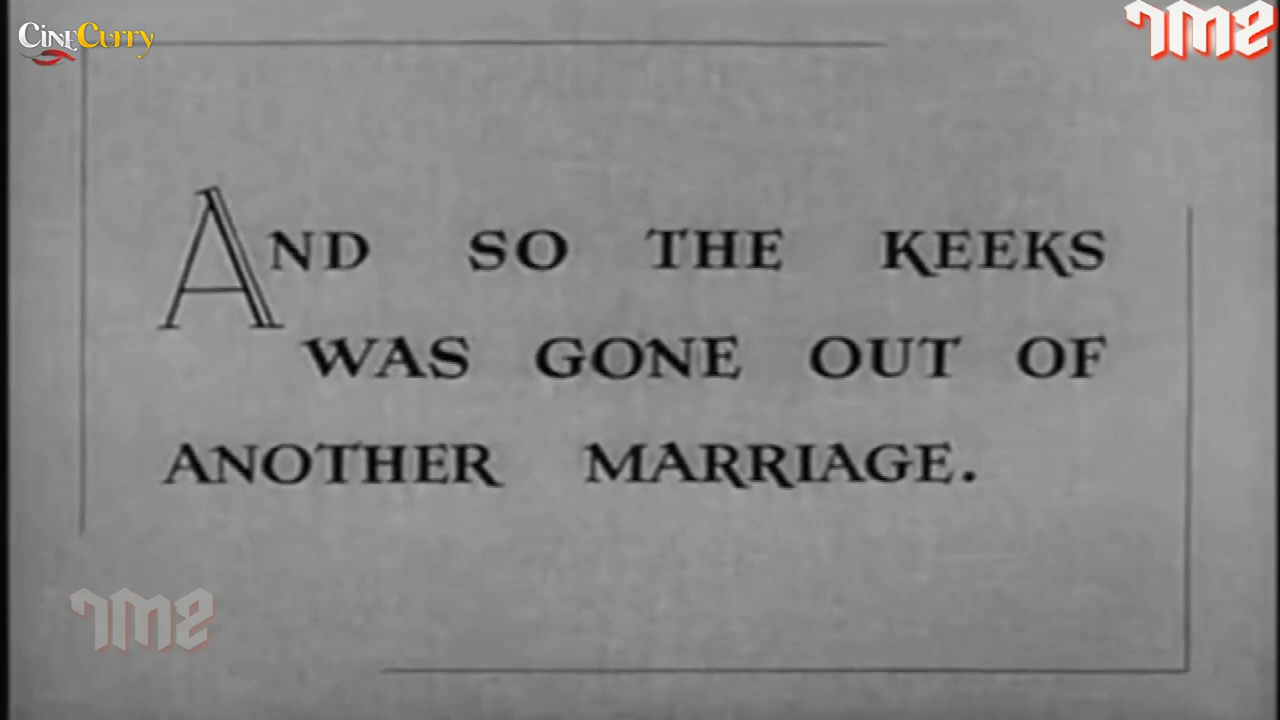 CineCurry
AND SO THE KEEKS
WAS GONE OUT OF
ANOTHER MARRIAGE.